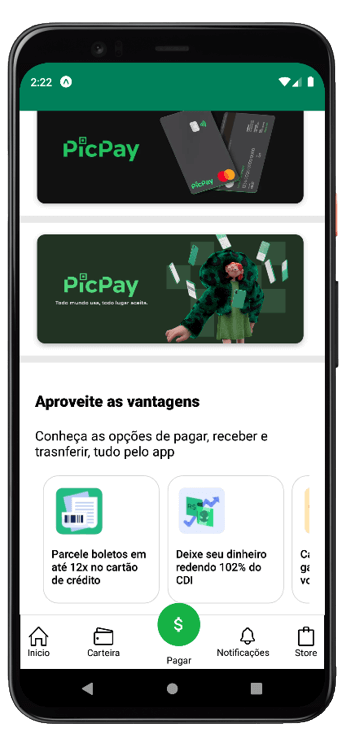 2:22
PicPay
PicPay
PicPay
Todo mundo usa, todo lugar aceita.
Aproveite as vantagens
Conheça as opções de pagar, receber e
trasnferir, tudo pelo app
Parcele boletos em
até 12x no cartão
de crédito
Deixe seu dinheiro
redendo 102% do
CDI
Ca
ga
vo
$
Inicio
Carteira
Pagar
Notificações
Store